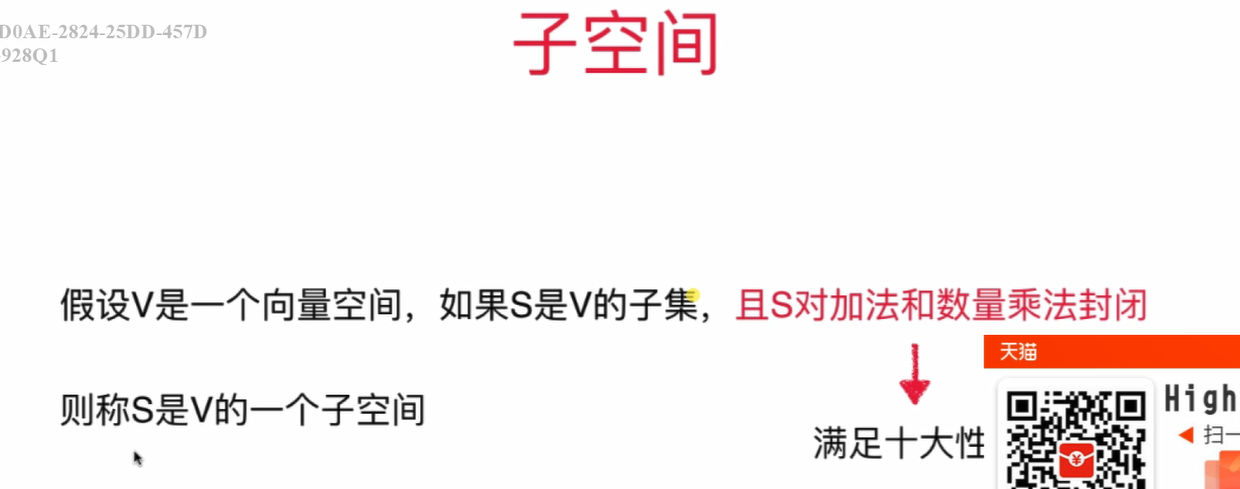 D0AE-2824-25DD-457D
928Q1
子空间
假设V是一个向量空间，如果S是V的子集，且S对加法和数量乘法封闭
天猫
则称S是V的一个子空间
High
扫一
满足十大性